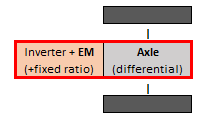 Inverter + EM
(+fixed ratio)
Axle
(differential)